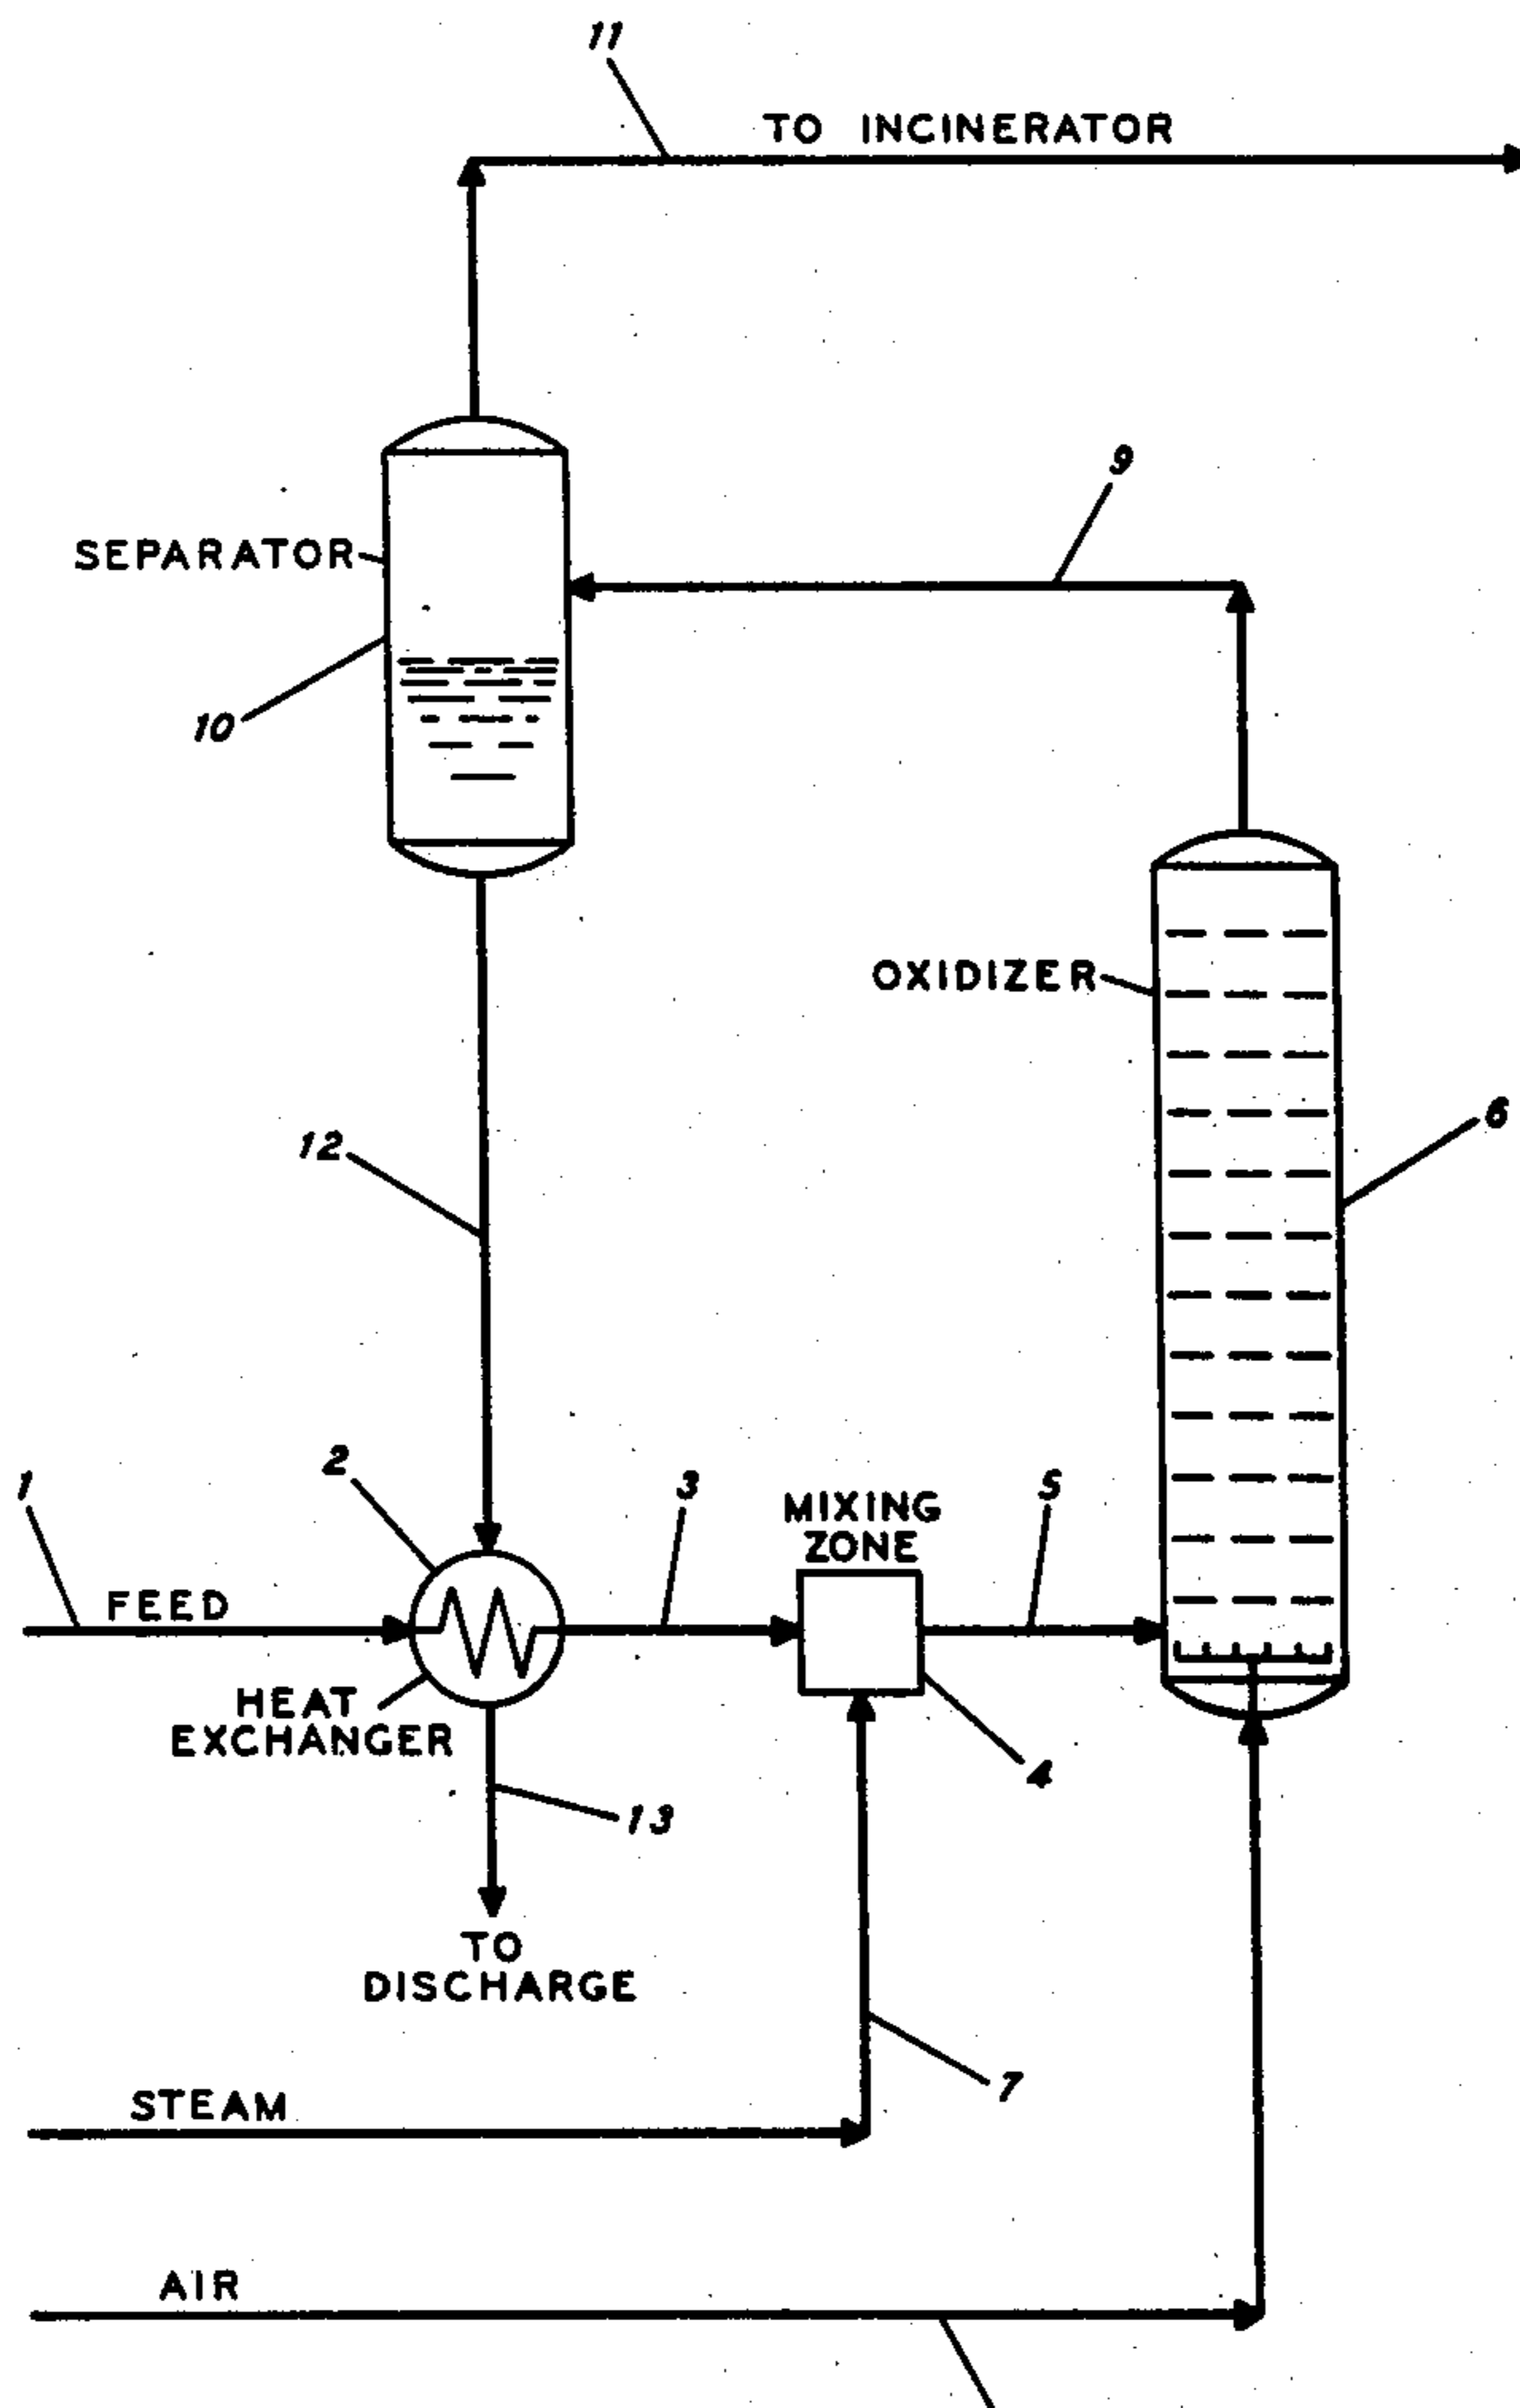 11
TO INCINERATOR
9
SEPARATOR
10
OXIDIZER
12
6
2
1
3
MIXING
ZONE
5
FEED
HEAT
EXCHANGER
4
13
TO
DISCHARGE
7
STEAM
AIR